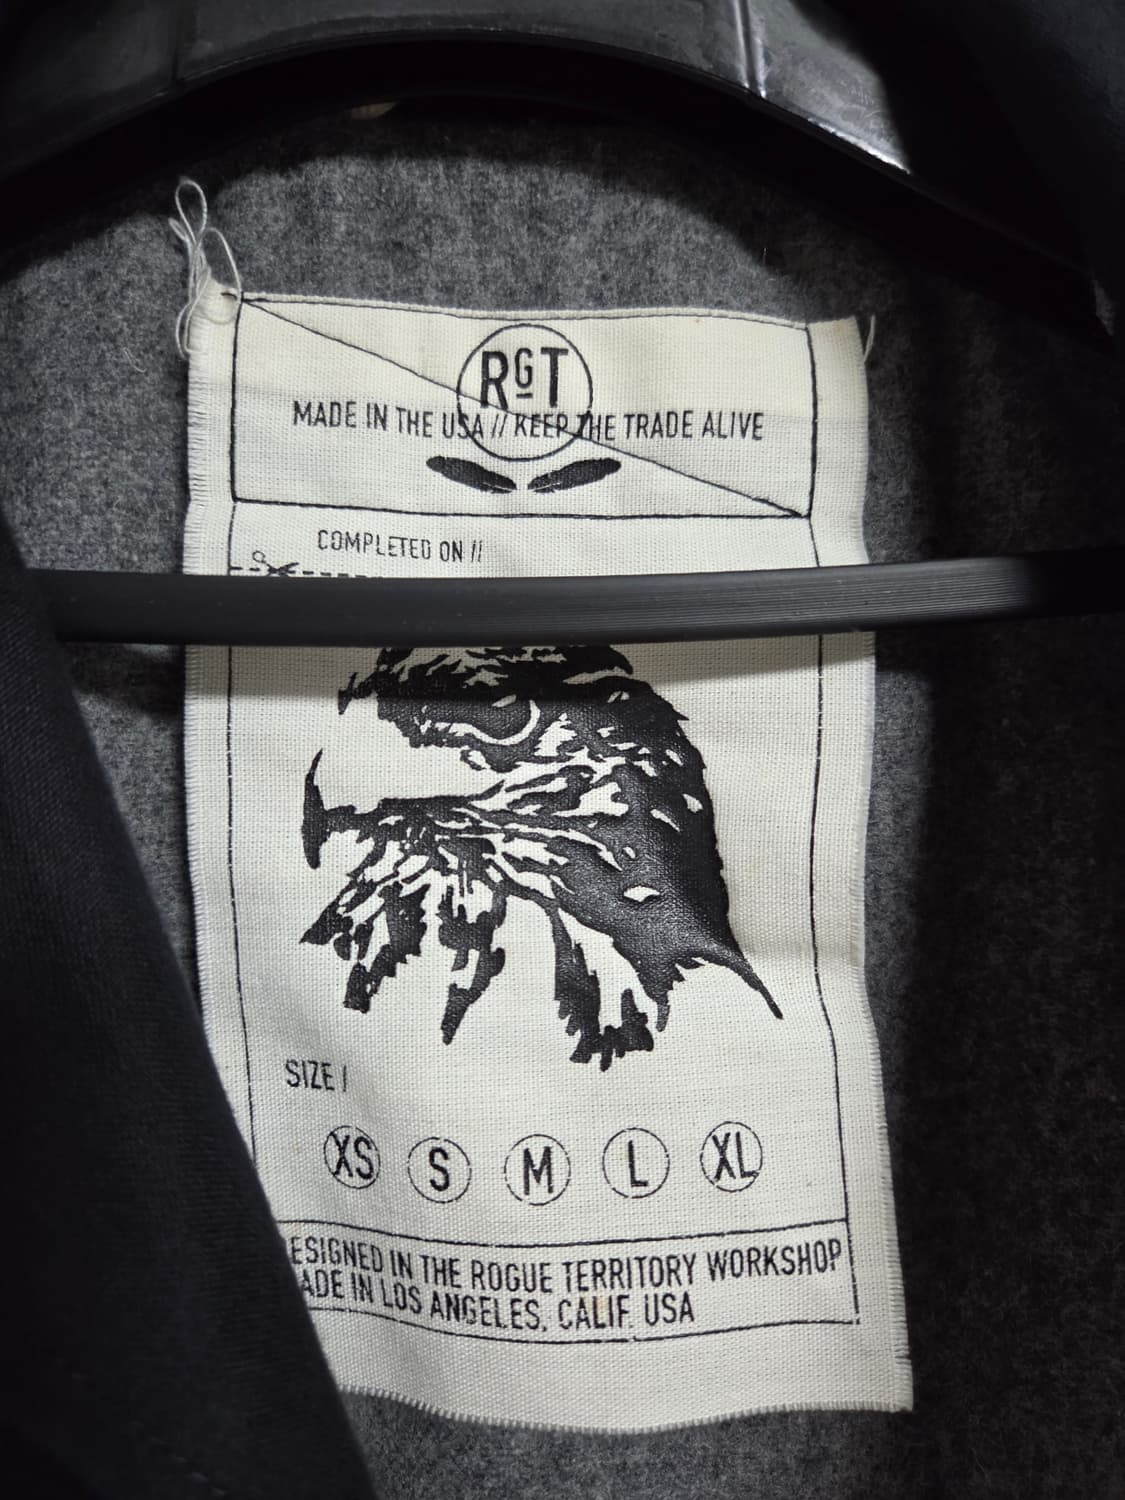 RGT
MADE IN THE USA // KEEP THE TRADE ALIVE
COMPLETED ON //
SIZE /
XS S M L XL
ESIGNED IN THE ROGUE TERRITORY WORKSHOP
ADE IN LOS ANGELES, CALIF. USA